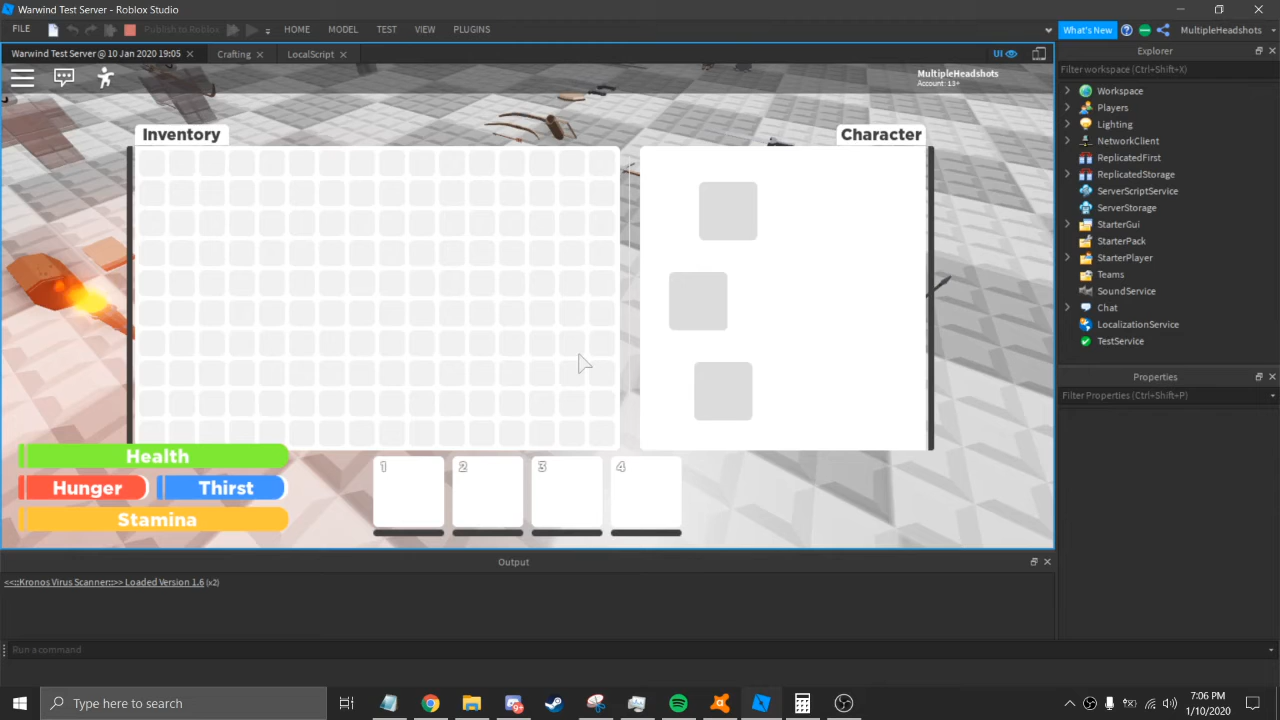 Warwind Test Server - Roblox Studio
FILE
Publish to Roblox
HOME
MODEL
TEST
VIEW
PLUGINS
What's New
MultipleHeadshots
Warwind Test Server @ 10 Jan 2020 19:05
Crafting
LocalScript
UI
MultipleHeadshots
Account: 13+
Inventory
Character
Health
Hunger
Thirst
Stamina
1
2
3
4
Explorer
Filter workspace (Ctrl+Shift+X)
Workspace
Players
Lighting
NetworkClient
ReplicatedFirst
ReplicatedStorage
ServerScriptService
ServerStorage
StarterGui
StarterPack
StarterPlayer
Teams
SoundService
Chat
LocalizationService
TestService
Properties
Filter Properties (Ctrl+Shift+P)
Output
<<::Kronos Virus Scanner::>> Loaded Version 1.6 (x2)
Run a command
Type here to search
7:06 PM
1/10/2020